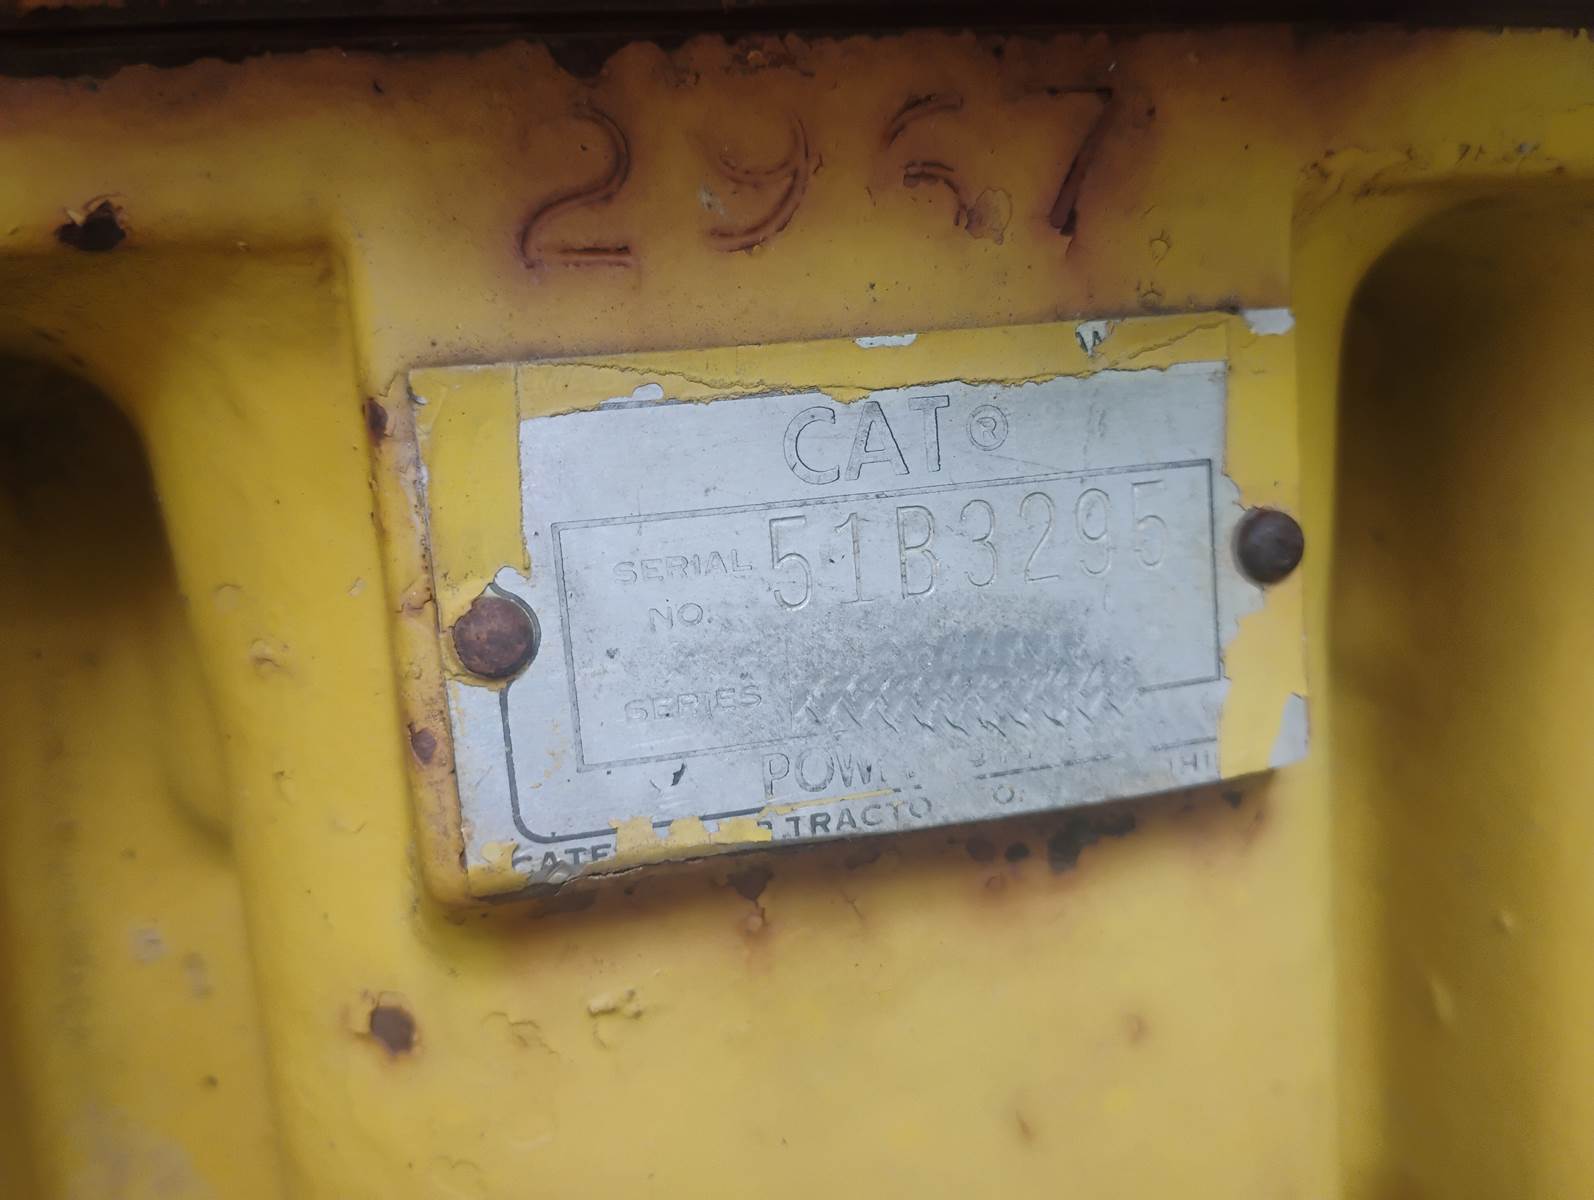 2967
CAT®
SERIAL NO. 51B3295
SERIES
TRACTO